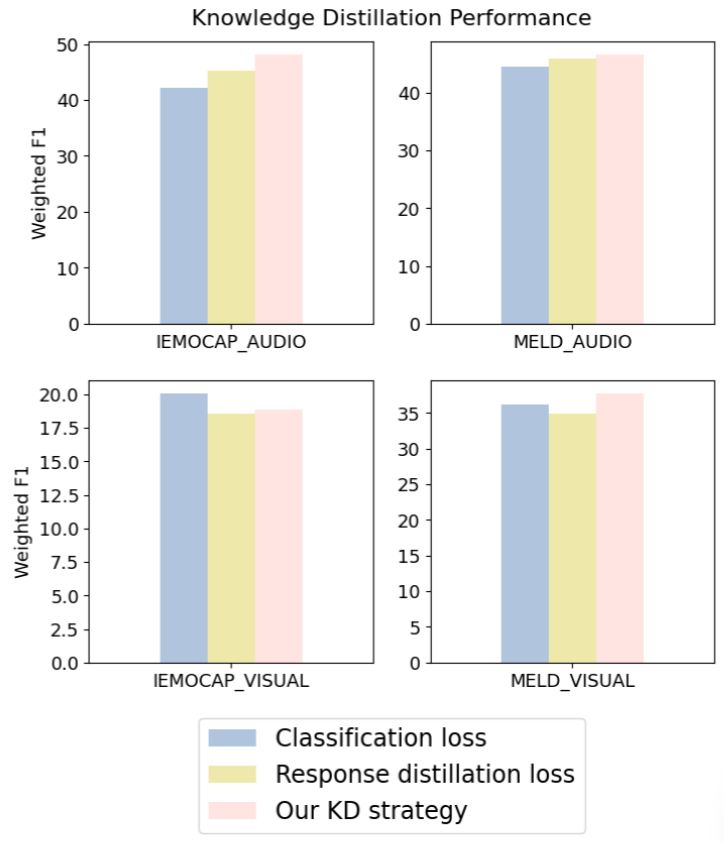 Knowledge Distillation Performance
50
40
30
20
10
0
Weighted F1
IEMOCAP_AUDIO
40
30
20
10
0
MELD_AUDIO
20.0
17.5
15.0
12.5
10.0
7.5
5.0
2.5
0.0
Weighted F1
IEMOCAP_VISUAL
35
30
25
20
15
10
5
0
MELD_VISUAL
Classification loss
Response distillation loss
Our KD strategy